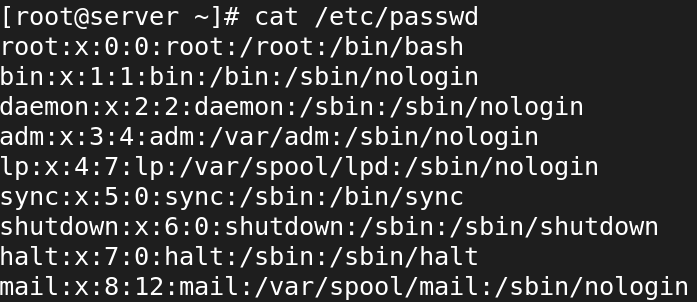 [root@server ~]# cat /etc/passwd
root:x:0:0:root:/root:/bin/bash
bin:x:1:1:bin:/bin:/sbin/nologin
daemon:x:2:2:daemon:/sbin:/sbin/nologin
adm:x:3:4:adm:/var/adm:/sbin/nologin
lp:x:4:7:lp:/var/spool/lpd:/sbin/nologin
sync:x:5:0:sync:/sbin:/bin/sync
shutdown:x:6:0:shutdown:/sbin:/sbin/shutdown
halt:x:7:0:halt:/sbin:/sbin/halt
mail:x:8:12:mail:/var/spool/mail:/sbin/nologin